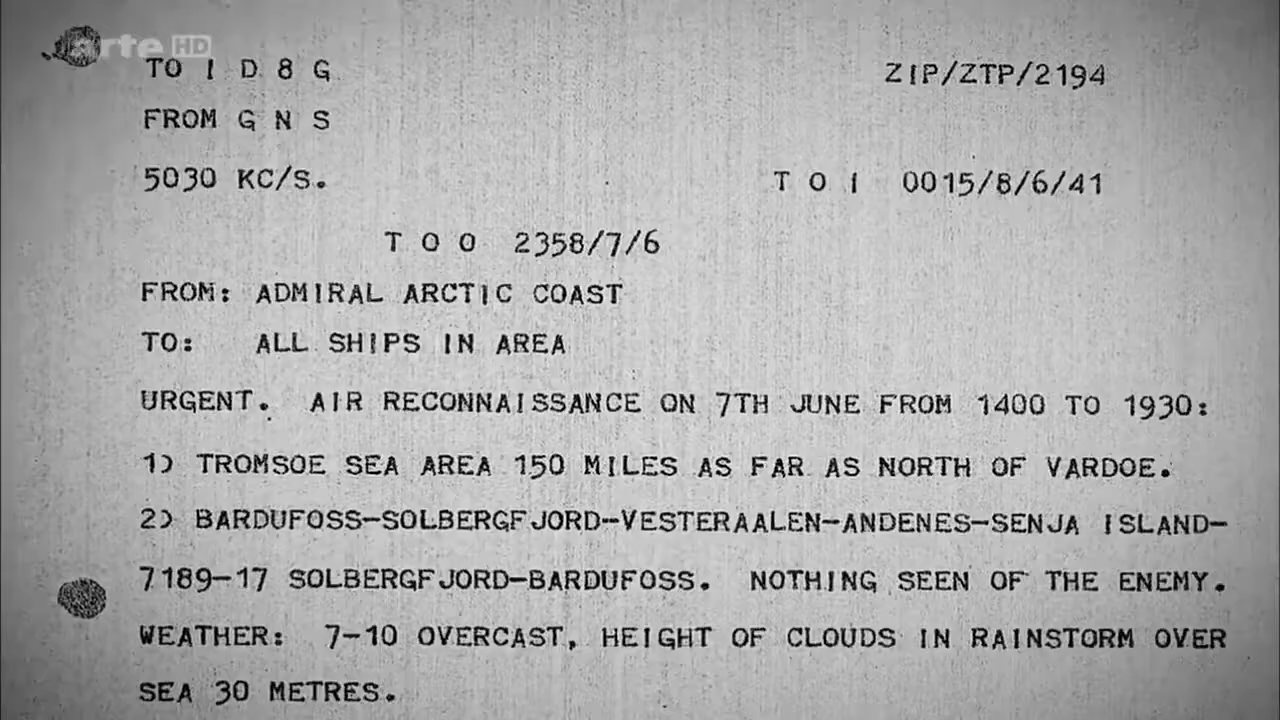 arte HD
TO I D 8 G
ZIP/ZTP/2194
FROM G N S
5030 KC/S.
T O I 0015/8/6/41
T O O 2358/7/6
FROM: ADMIRAL ARCTIC COAST
TO: ALL SHIPS IN AREA
URGENT. AIR RECONNAISSANCE ON 7TH JUNE FROM 1400 TO 1930:
1) TROMSOE SEA AREA 150 MILES AS FAR AS NORTH OF VARDOE.
2) BARDUFOSS-SOLBERGFJORD-VESTERAALEN-ANDENES-SENJA ISLAND-
7189-17 SOLBERGFJORD-BARDUFOSS. NOTHING SEEN OF THE ENEMY.
WEATHER: 7-10 OVERCAST, HEIGHT OF CLOUDS IN RAINSTORM OVER
SEA 30 METRES.